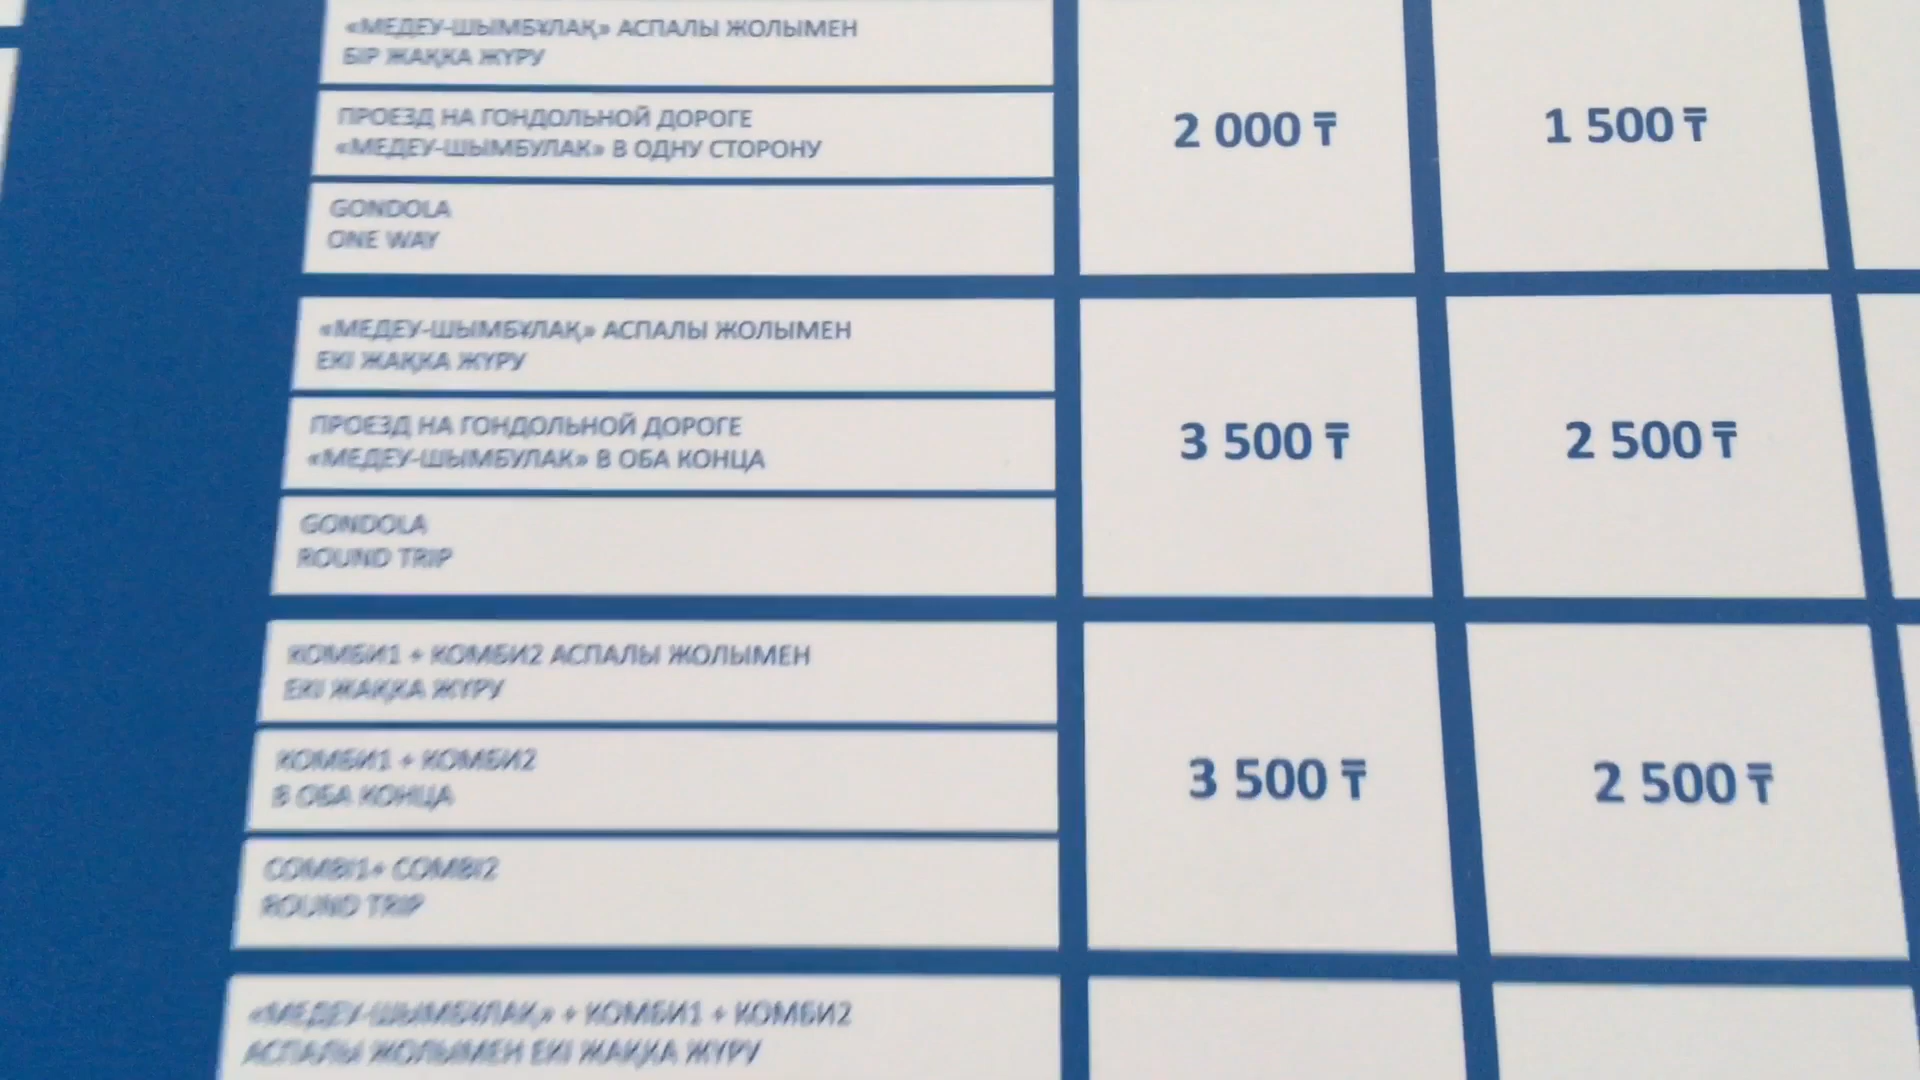 «МЕДЕУ-ШЫМБҰЛАҚ» АСПАЛЫ ЖОЛЫМЕН
БІР ЖАҚҚА ЖҮРУ
ПРОЕЗД НА ГОНДОЛЬНОЙ ДОРОГЕ
«МЕДЕУ-ШЫМБУЛАК» В ОДНУ СТОРОНУ
GONDOLA
ONE WAY
2 000 ₸
1 500 ₸
«МЕДЕУ-ШЫМБҰЛАҚ» АСПАЛЫ ЖОЛЫМЕН
ЕКІ ЖАҚҚА ЖҮРУ
ПРОЕЗД НА ГОНДОЛЬНОЙ ДОРОГЕ
«МЕДЕУ-ШЫМБУЛАК» В ОБА КОНЦА
GONDOLA
ROUND TRIP
3 500 ₸
2 500 ₸
КОМБИ1 + КОМБИ2 АСПАЛЫ ЖОЛЫМЕН
ЕКІ ЖАҚҚА ЖҮРУ
КОМБИ1 + КОМБИ2
В ОБА КОНЦА
COMBI1+ COMBI2
ROUND TRIP
3 500 ₸
2 500 ₸
«МЕДЕУ-ШЫМБҰЛАҚ» + КОМБИ1 + КОМБИ2
АСПАЛЫ ЖОЛЫМЕН ЕКІ ЖАҚҚА ЖҮРУ